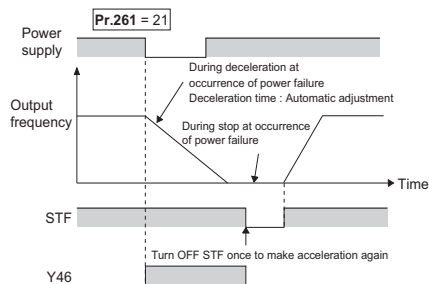 Pr.261 = 21
Power
supply
During deceleration at
occurrence of power failure
Deceleration time : Automatic adjustment
Output
frequency
During stop at occurrence
of power failure
Time
STF
Turn OFF STF once to make acceleration again
Y46